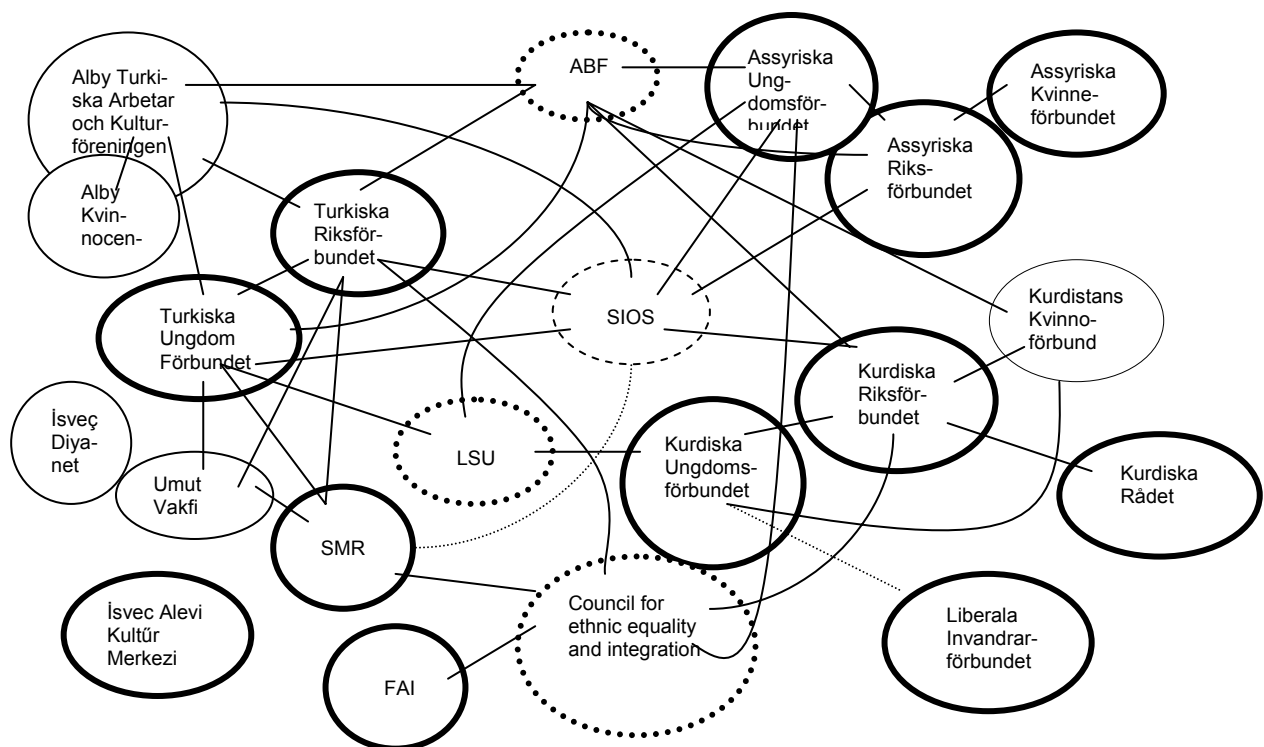 ABF
Assyriska
Ung-
domsför-
bundet
Assyriska
Kvinne-
förbundet
Alby Turki-
ska Arbetar
och Kultur-
föreningen
Assyriska
Riks-
förbundet
Alby
Kvin-
nocen-
Turkiska
Riksför-
bundet
Turkiska
Ungdom
Förbundet
SIOS
Kurdistans
Kvinno-
förbund
Kurdiska
Riksför-
bundet
İsveç
Diya-
net
LSU
Kurdiska
Ungdoms-
förbundet
Kurdiska
Rådet
Umut
Vakfi
SMR
İsvec Alevi
Kultűr
Merkezi
Council for
ethnic equality
and integration
Liberala
Invandrar-
förbundet
FAI